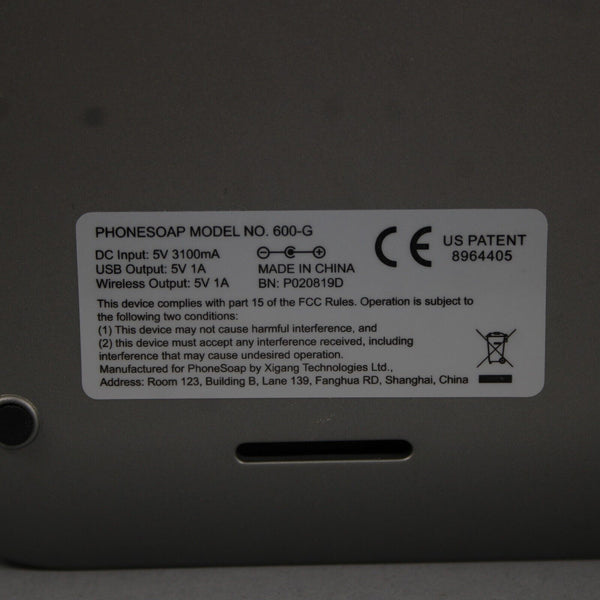 PHONESOAP MODEL NO. 600-G
DC Input: 5V 3100mA
USB Output: 5V 1A
Wireless Output: 5V 1A
MADE IN CHINA
BN: P020819D
CE
US PATENT
8964405
This device complies with part 15 of the FCC Rules. Operation is subject to
the following two conditions:
(1) This device may not cause harmful interference, and
(2) this device must accept any interference received, including
interference that may cause undesired operation.
Manufactured for PhoneSoap by Xigang Technologies Ltd.,
Address: Room 123, Building B, Lane 139, Fanghua RD, Shanghai, China